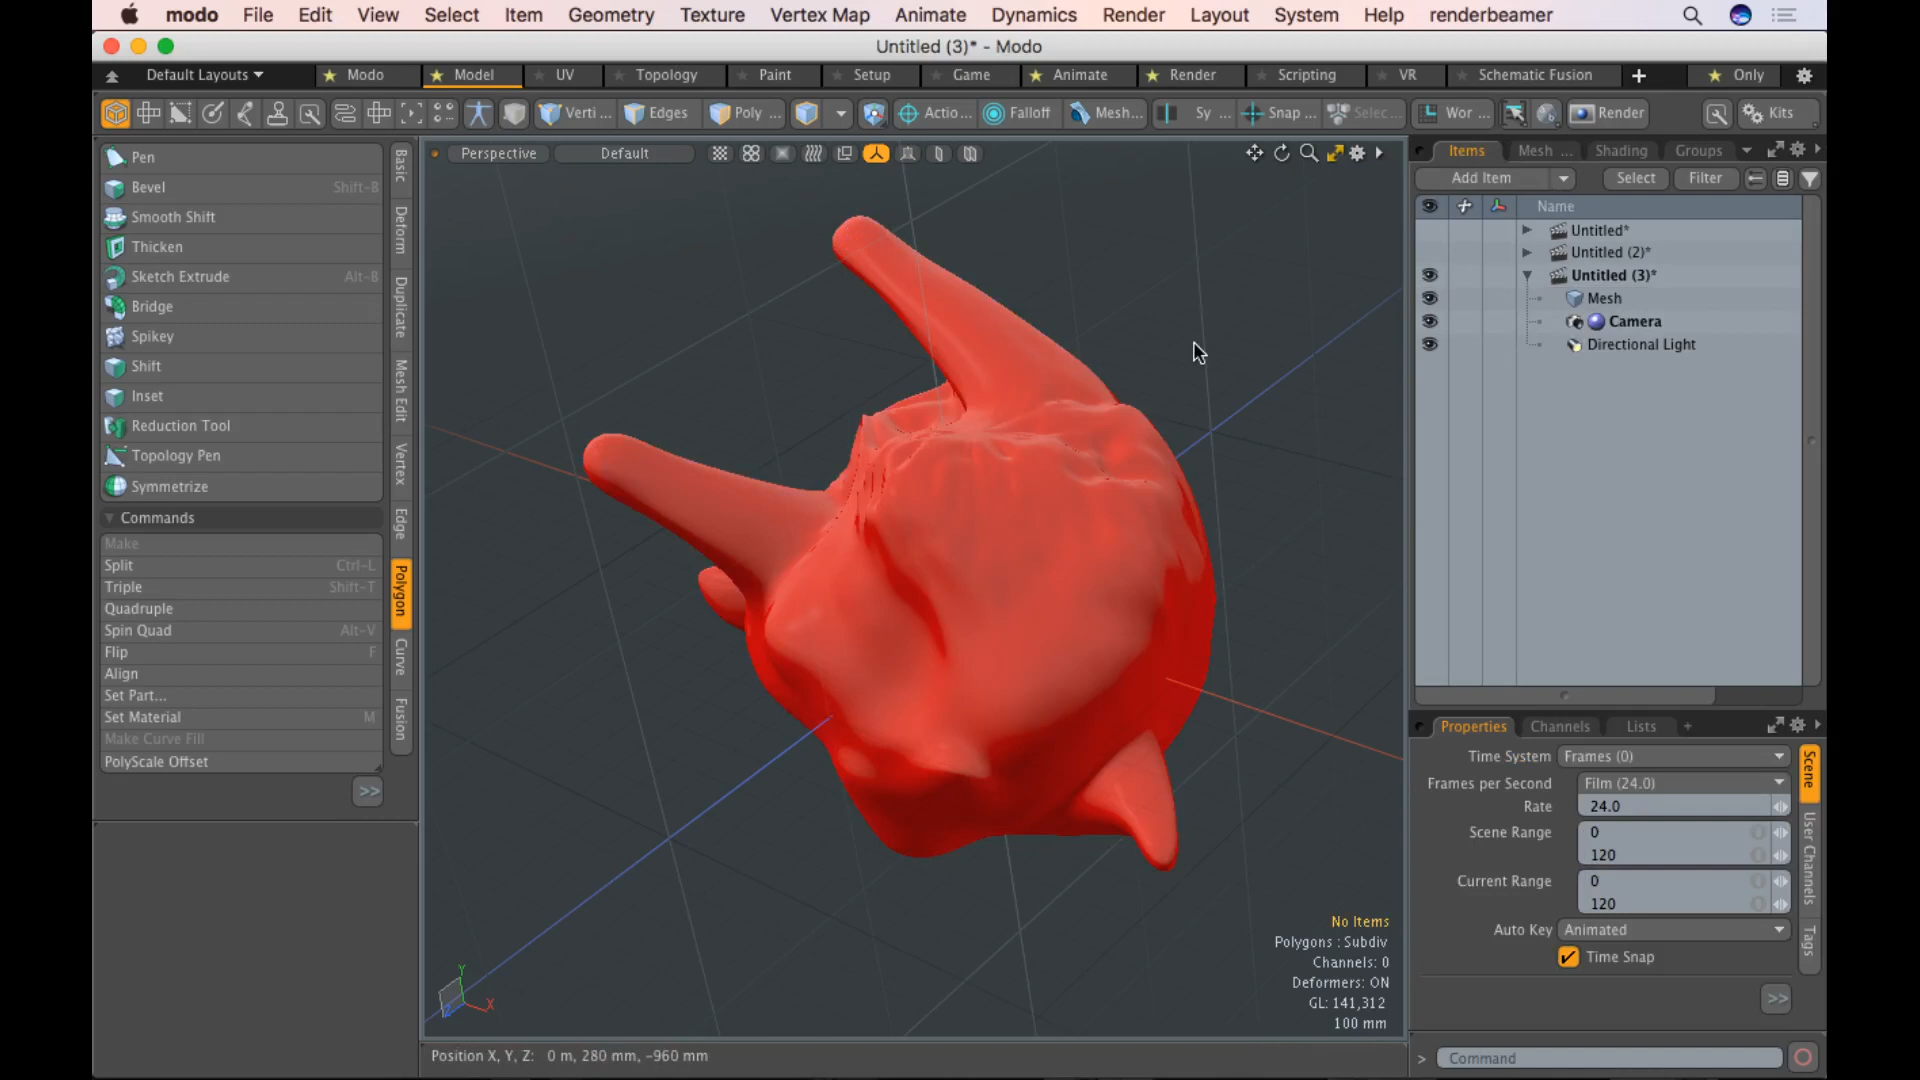 modo File Edit View Select Item Geometry Texture Vertex Map Animate Dynamics Render Layout System Help renderbeamer
Untitled (3)* - Modo
Default Layouts Modo Model UV Topology Paint Setup Game Animate Render Scripting VR Schematic Fusion + Only
Verti ... Edges Poly ... Actio... Falloff Mesh... Sy ... Snap ... Selec... Wor ... Render Kits
Pen
Bevel Shift-B
Smooth Shift
Thicken
Sketch Extrude Alt-B
Bridge
Spikey
Shift
Inset
Reduction Tool
Topology Pen
Symmetrize
Commands
Make
Split Ctrl-L
Triple Shift-T
Quadruple
Spin Quad Alt-V
Flip F
Align
Set Part...
Set Material M
Make Curve Fill
PolyScale Offset
>>
Basic
Deform
Duplicate
Mesh Edit
Vertex
Edge
Polygon
Curve
Fusion
Perspective Default
No Items
Polygons : Subdiv
Channels: 0
Deformers: ON
GL: 141,312
100 mm
Y
X
Z
Position X, Y, Z: 0 m, 280 mm, -960 mm
Items Mesh ... Shading Groups
Add Item Select Filter
Name
Untitled*
Untitled (2)*
Untitled (3)*
Mesh
Camera
Directional Light
Properties Channels Lists +
Time System Frames (0)
Frames per Second Film (24.0)
Rate 24.0
Scene Range 0
120
Current Range 0
120
Auto Key Animated
Time Snap
>>
Scene
User Channels
Tags
> Command